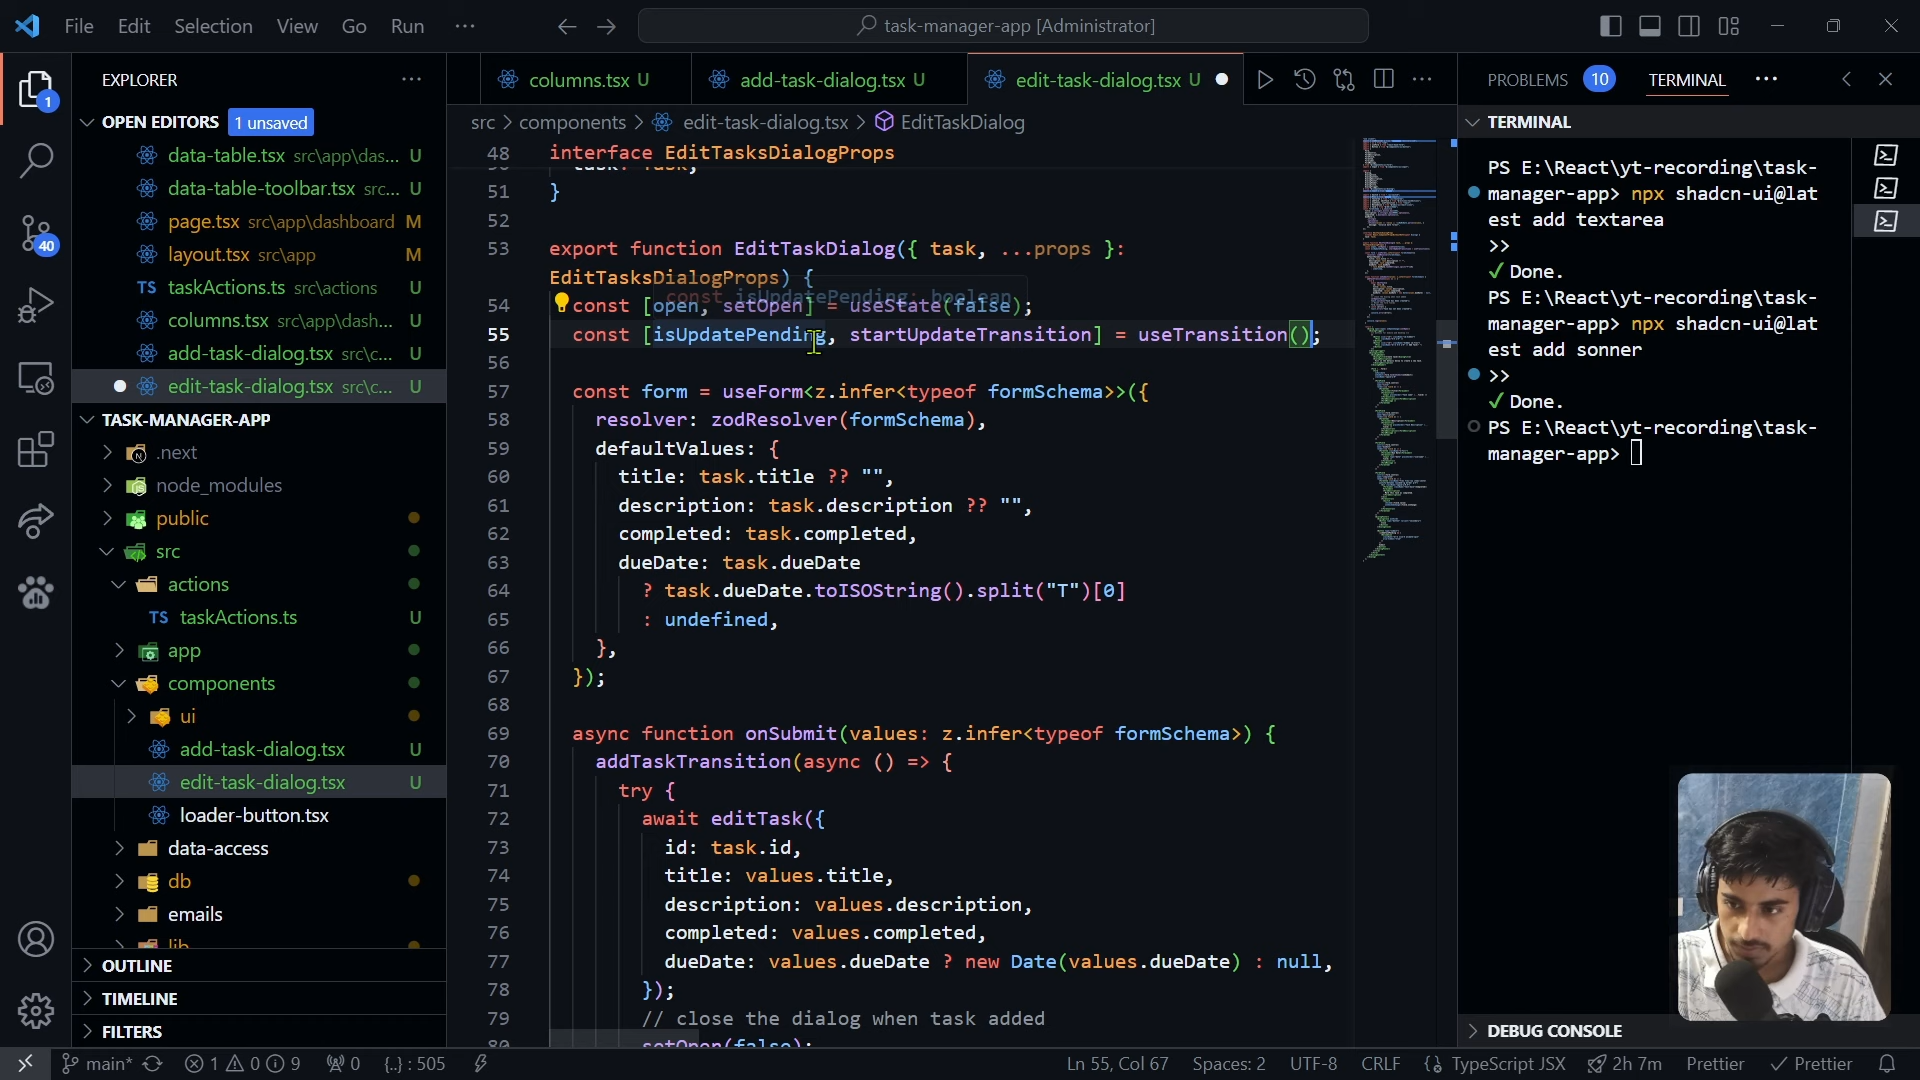 File Edit Selection View Go Run ...
task-manager-app [Administrator]
EXPLORER
OPEN EDITORS 1 unsaved
data-table.tsx src\app\das... U
data-table-toolbar.tsx src... U
page.tsx src\app\dashboard M
layout.tsx src\app M
TS taskActions.ts src\actions U
columns.tsx src\app\das... U
add-task-dialog.tsx src\c... U
edit-task-dialog.tsx src\c... U
TASK-MANAGER-APP
.next
node_modules
public
src
actions
TS taskActions.ts U
app
components
ui
add-task-dialog.tsx U
edit-task-dialog.tsx U
loader-button.tsx
data-access
db
emails
lib
OUTLINE
TIMELINE
FILTERS
1
40
columns.tsx U
add-task-dialog.tsx U
edit-task-dialog.tsx U
src > components > edit-task-dialog.tsx > EditTaskDialog
48 interface EditTasksDialogProps
51 }
52
53 export function EditTaskDialog({ task, ...props }:
EditTasksDialogProps) {
const isUpdatePending: boolean
54 const [open, setOpen] = useState(false);
55 const [isUpdatePending, startUpdateTransition] = useTransition();
56
57 const form = useForm<z.infer<typeof formSchema>>({
58 resolver: zodResolver(formSchema),
59 defaultValues: {
60 title: task.title ?? "",
61 description: task.description ?? "",
62 completed: task.completed,
63 dueDate: task.dueDate
64 ? task.dueDate.toISOString().split("T")[0]
65 : undefined,
66 },
67 });
68
69 async function onSubmit(values: z.infer<typeof formSchema>) {
70 addTaskTransition(async () => {
71 try {
72 await editTask({
73 id: task.id,
74 title: values.title,
75 description: values.description,
76 completed: values.completed,
77 dueDate: values.dueDate ? new Date(values.dueDate) : null,
78 });
79 // close the dialog when task added
80 setOpen(false);
PROBLEMS 10 TERMINAL ...
TERMINAL
PS E:\React\yt-recording\task-
manager-app> npx shadcn-ui@lat
est add textarea
>>
✓ Done.
PS E:\React\yt-recording\task-
manager-app> npx shadcn-ui@lat
est add sonner
>>
✓ Done.
PS E:\React\yt-recording\task-
manager-app>
DEBUG CONSOLE
main* 1 0 9 0 {..} : 505
Ln 55, Col 67 Spaces: 2 UTF-8 CRLF TypeScript JSX 2h 7m Prettier ✓ Prettier